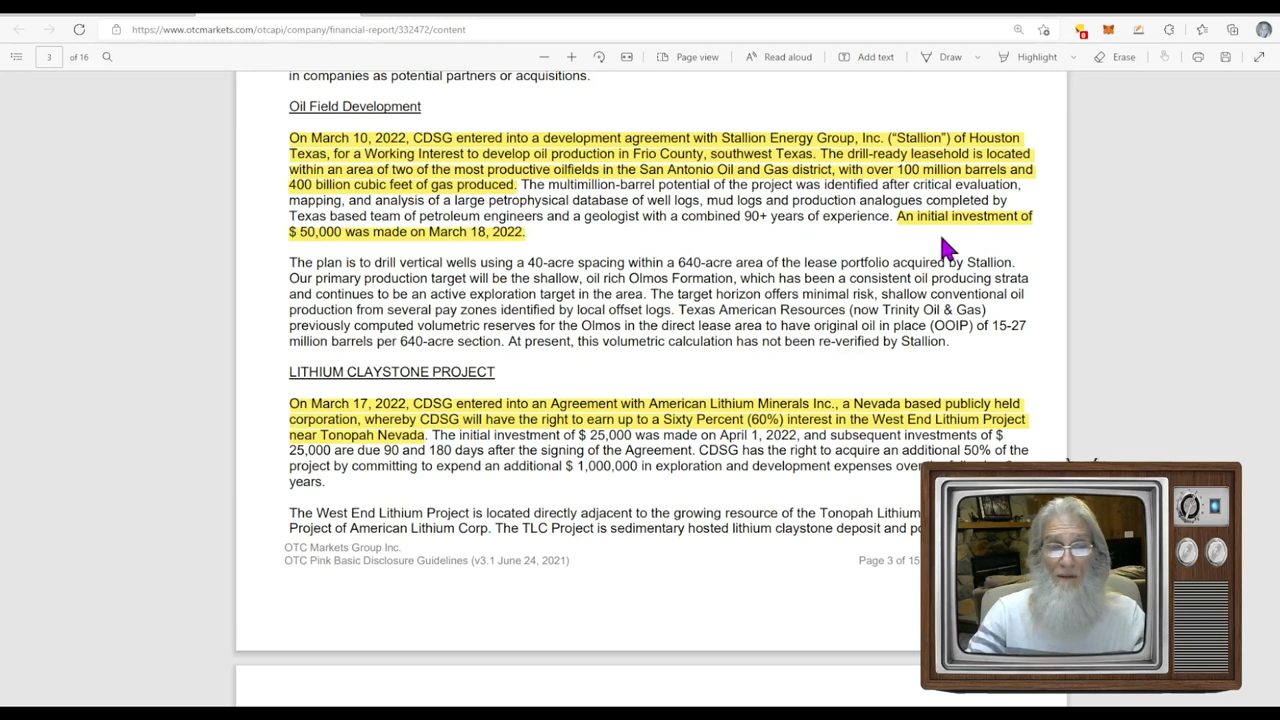 https://www.otcmarkets.com/otcapi/company/financial-report/332472/content
3 of 16
Page view
Read aloud
Add text
Draw
Highlight
Erase
in companies as potential partners or acquisitions.
Oil Field Development
On March 10, 2022, CDSG entered into a development agreement with Stallion Energy Group, Inc. (“Stallion”) of Houston
Texas, for a Working Interest to develop oil production in Frio County, southwest Texas. The drill-ready leasehold is located
within an area of two of the most productive oilfields in the San Antonio Oil and Gas district, with over 100 million barrels and
400 billion cubic feet of gas produced. The multimillion-barrel potential of the project was identified after critical evaluation,
mapping, and analysis of a large petrophysical database of well logs, mud logs and production analogues completed by
Texas based team of petroleum engineers and a geologist with a combined 90+ years of experience. An initial investment of
$ 50,000 was made on March 18, 2022.
The plan is to drill vertical wells using a 40-acre spacing within a 640-acre area of the lease portfolio acquired by Stallion.
Our primary production target will be the shallow, oil rich Olmos Formation, which has been a consistent oil producing strata
and continues to be an active exploration target in the area. The target horizon offers minimal risk, shallow conventional oil
production from several pay zones identified by local offset logs. Texas American Resources (now Trinity Oil & Gas)
previously computed volumetric reserves for the Olmos in the direct lease area to have original oil in place (OOIP) of 15-27
million barrels per 640-acre section. At present, this volumetric calculation has not been re-verified by Stallion.
LITHIUM CLAYSTONE PROJECT
On March 17, 2022, CDSG entered into an Agreement with American Lithium Minerals Inc., a Nevada based publicly held
corporation, whereby CDSG will have the right to earn up to a Sixty Percent (60%) interest in the West End Lithium Project
near Tonopah Nevada. The initial investment of $ 25,000 was made on April 1, 2022, and subsequent investments of $
25,000 are due 90 and 180 days after the signing of the Agreement. CDSG has the right to acquire an additional 50% of the
project by committing to expend an additional $ 1,000,000 in exploration and development expenses over
years.
The West End Lithium Project is located directly adjacent to the growing resource of the Tonopah Lithium
Project of American Lithium Corp. The TLC Project is sedimentary hosted lithium claystone deposit and
OTC Markets Group Inc.
OTC Pink Basic Disclosure Guidelines (v3.1 June 24, 2021)
Page 3 of 15